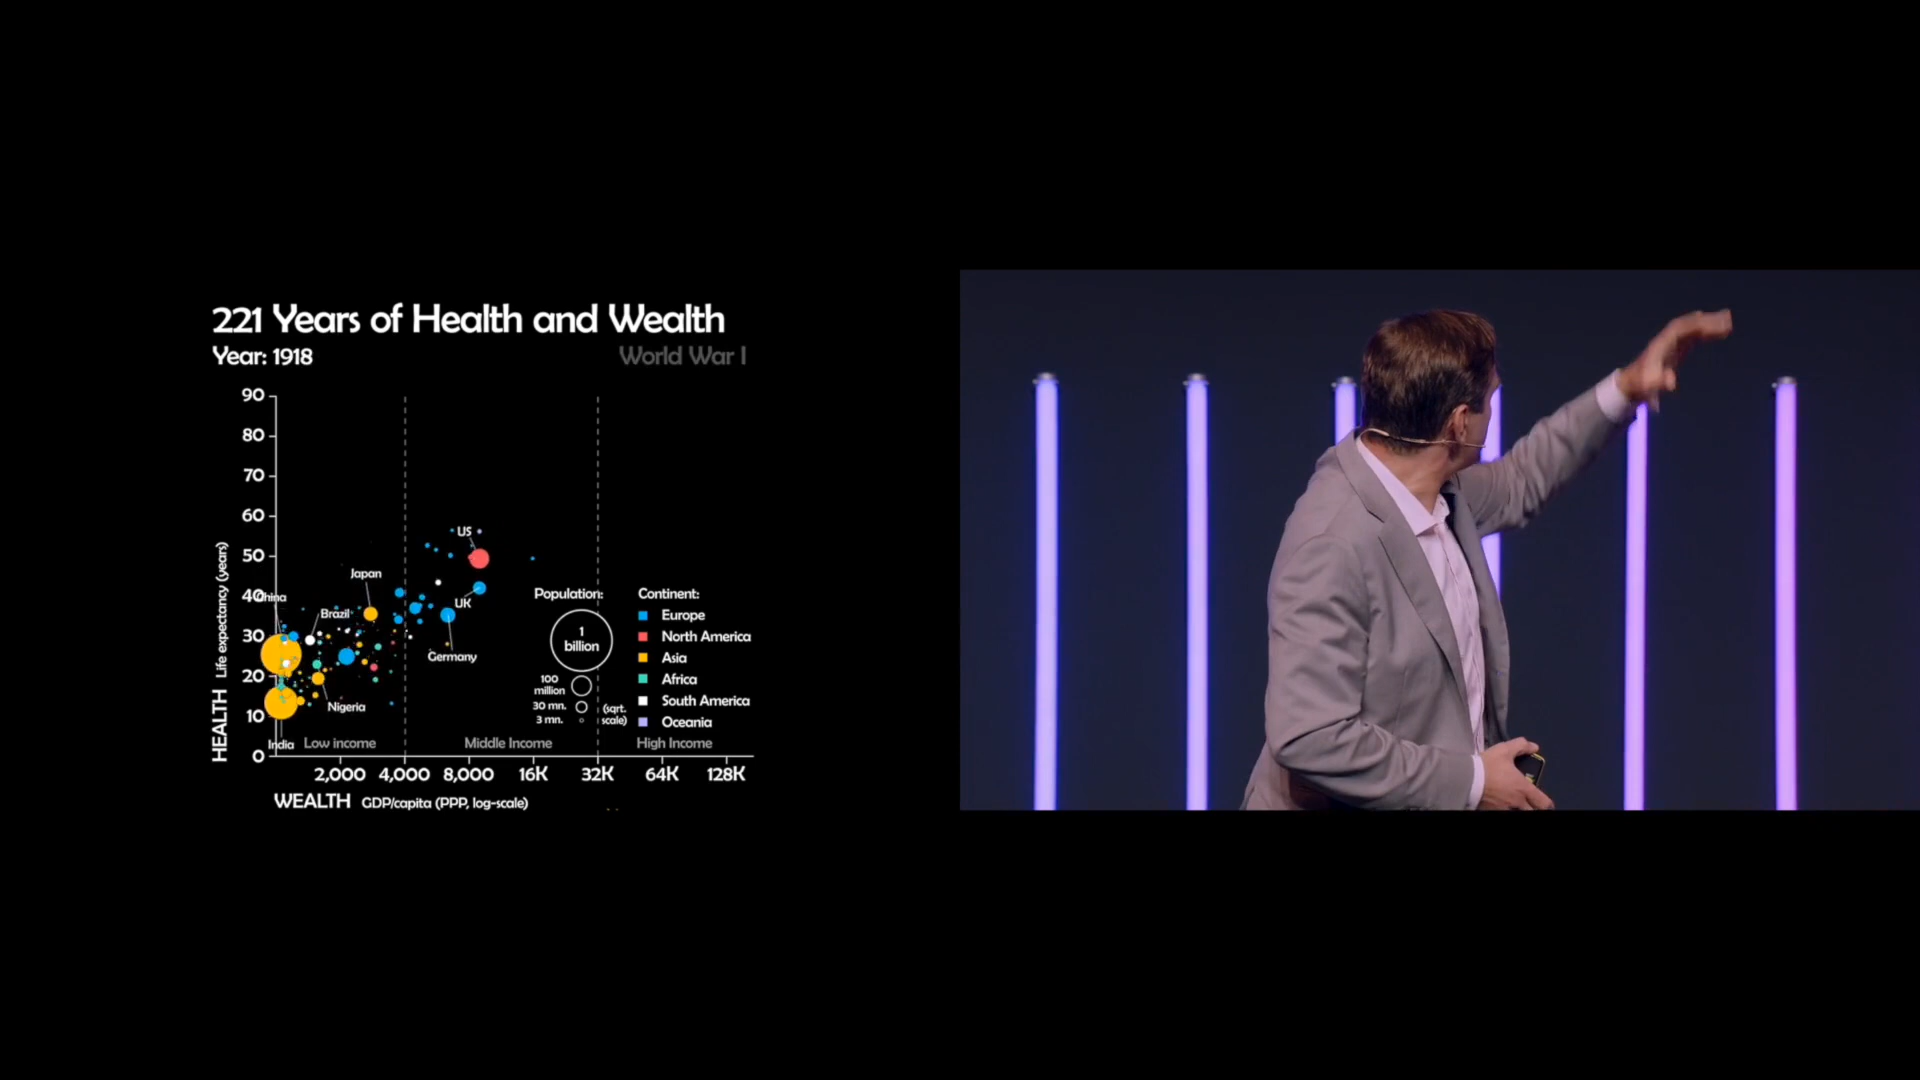 221 Years of Health and Wealth
Year: 1918
World War I
90
80
70
60
50
40
30
20
10
0
HEALTH Life expectancy (years)
US
Japan
China
Brazil
UK
Germany
Nigeria
India
Population:
1
billion
100
million
30 mn.
3 mn.
(sqrt.
scale)
Continent:
Europe
North America
Asia
Africa
South America
Oceania
Low income
Middle Income
High Income
2,000 4,000 8,000 16K 32K 64K 128K
WEALTH GDP/capita (PPP, log-scale)